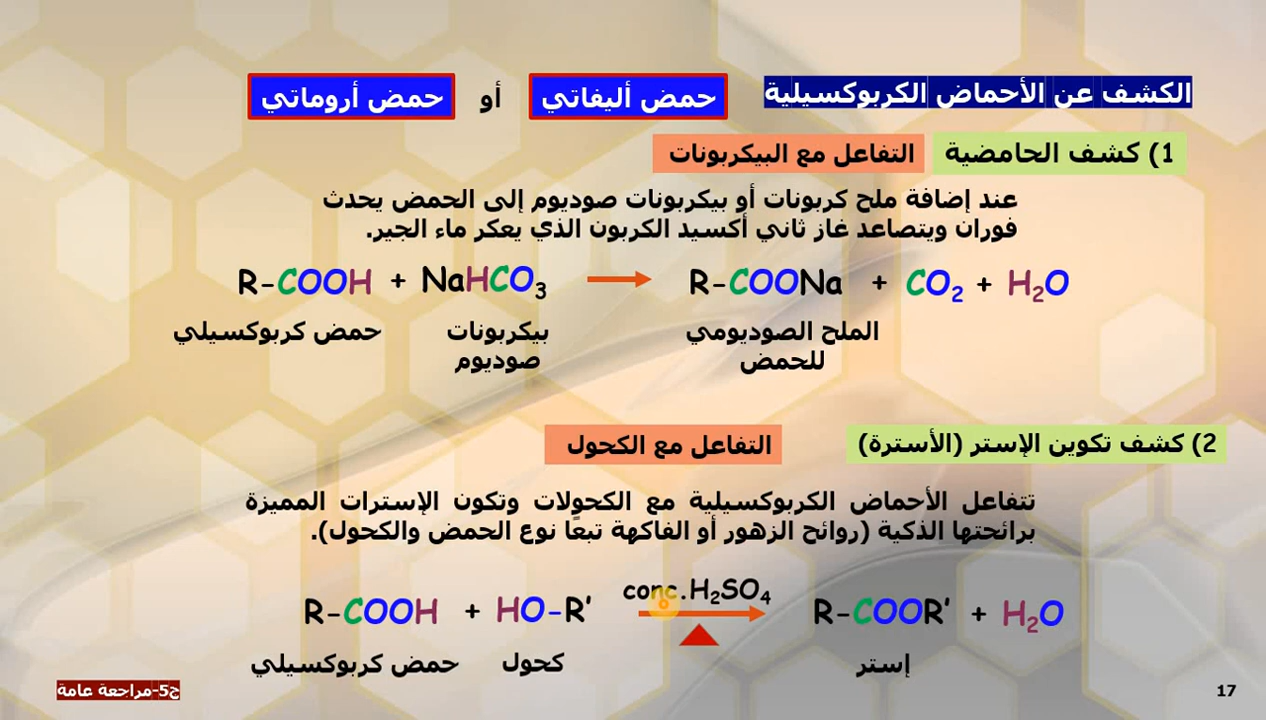 الكشف عن الأحماض الكربوكسيلية حمض أليفاتي أو حمض أروماتي
1) كشف الحامضية التفاعل مع البيكربونات
عند إضافة ملح كربونات أو بيكربونات صوديوم إلى الحمض يحدث
فوران ويتصاعد غاز ثاني أكسيد الكربون الذي يعكر ماء الجير.
R-COOH + NaHCO₃ → R-COONa + CO₂ + H₂O
حمض كربوكسيلي بيكربونات الملح الصوديومي
صوديوم للحمض
2) كشف تكوين الإستر (الأسترة) التفاعل مع الكحول
تتفاعل الأحماض الكربوكسيلية مع الكحولات وتكون الإسترات المميزة
برائحتها الذكية (روائح الزهور أو الفاكهة تبعًا نوع الحمض والكحول).
conc.H₂SO₄
R-COOH + HO-R′ → R-COOR′ + H₂O
حمض كربوكسيلي كحول إستر
ج5-مراجعة عامة
17